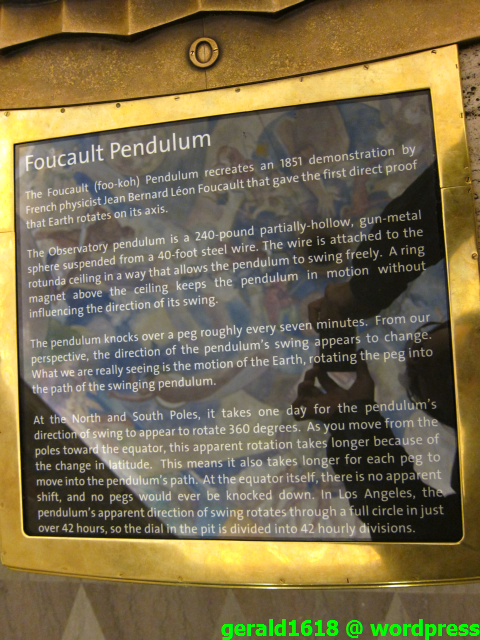 Foucault Pendulum
The Foucault (foo-koh) Pendulum recreates an 1851 demonstration by
French physicist Jean Bernard Léon Foucault that gave the first direct proof
that Earth rotates on its axis.
The Observatory pendulum is a 240-pound partially-hollow, gun-metal
sphere suspended from a 40-foot steel wire. The wire is attached to the
rotunda ceiling in a way that allows the pendulum to swing freely. A ring
magnet above the ceiling keeps the pendulum in motion without
influencing the direction of its swing.
The pendulum knocks over a peg roughly every seven minutes. From our
perspective, the direction of the pendulum's swing appears to change.
What we are really seeing is the motion of the Earth, rotating the peg into
the path of the swinging pendulum.
At the North and South Poles, it takes one day for the pendulum's
direction of swing to appear to rotate 360 degrees. As you move from the
poles toward the equator, this apparent rotation takes longer because of
the change in latitude. This means it also takes longer for each peg to
move into the pendulum's path. At the equator itself, there is no apparent
shift, and no pegs would ever be knocked down. In Los Angeles, the
pendulum's apparent direction of swing rotates through a full circle in just
over 42 hours, so the dial in the pit is divided into 42 hourly divisions.
gerald1618 @ wordpress